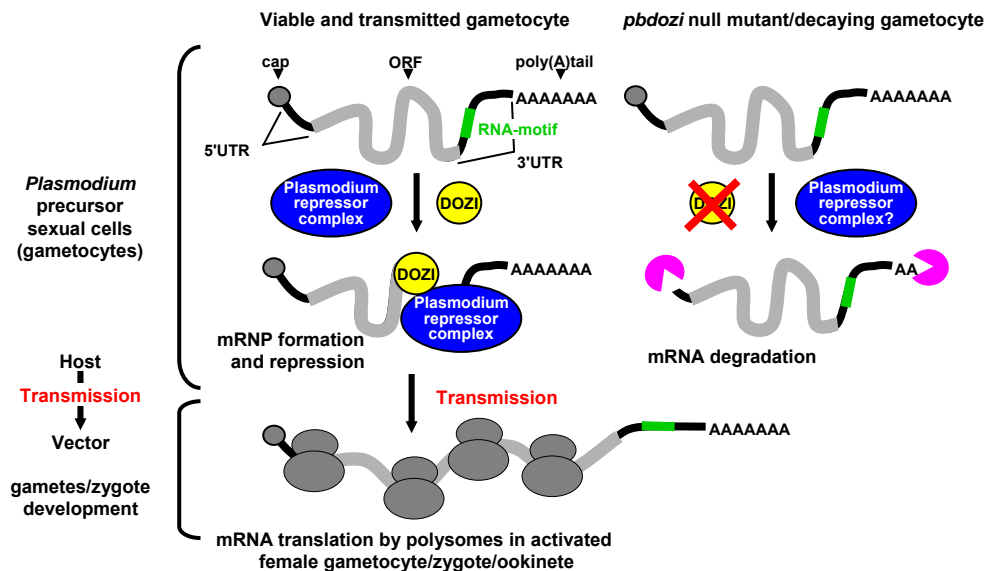 Viable and transmitted gametocyte
pbdozi null mutant/decaying gametocyte
cap
ORF
poly(A)tail
AAAAAAA
RNA-motif
5'UTR
3'UTR
AAAAAAA
Plasmodium
repressor
complex
DOZI
DOZI
Plasmodium
repressor
complex?
Plasmodium
precursor
sexual cells
(gametocytes)
DOZI
AAAAAAA
Plasmodium
repressor
complex
AA
mRNP formation
and repression
mRNA degradation
Host
Transmission
Vector
Transmission
AAAAAAA
gametes/zygote
development
mRNA translation by polysomes in activated
female gametocyte/zygote/ookinete